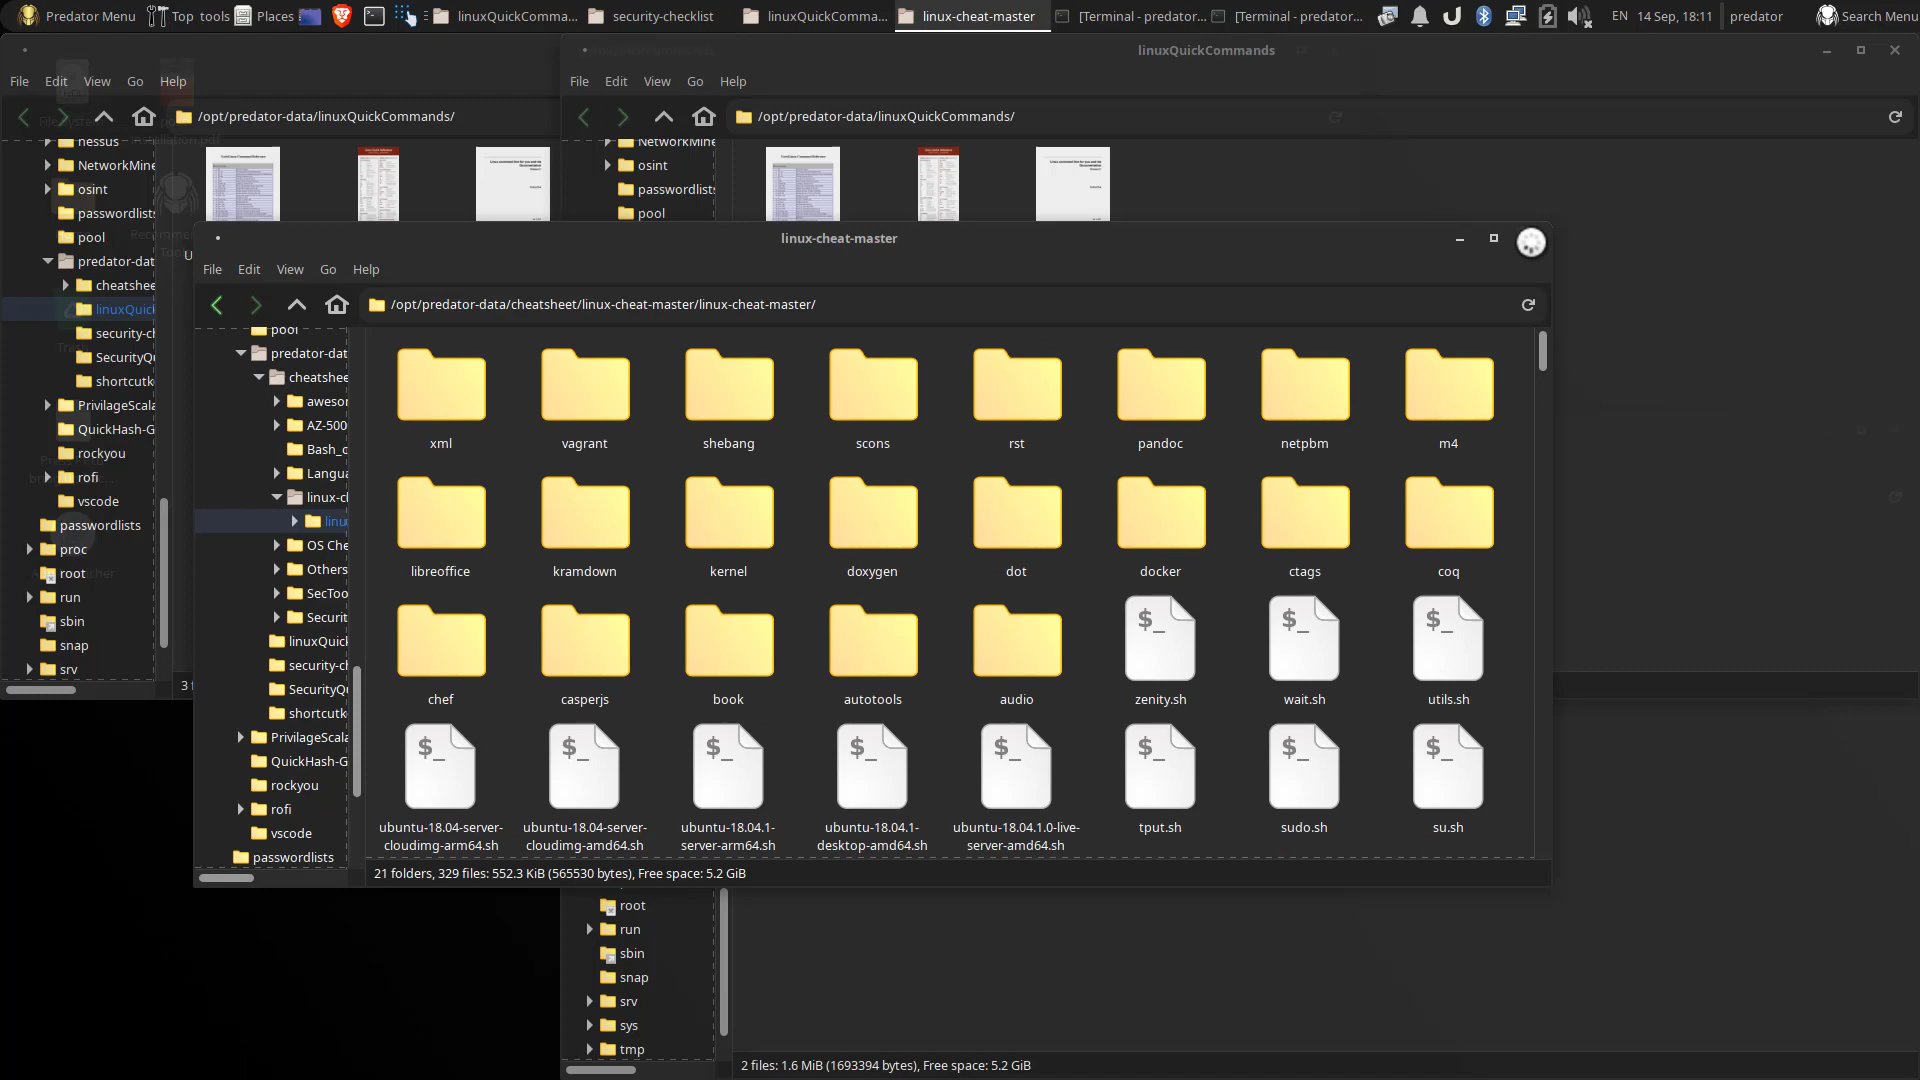 Predator Menu
Top tools
Places
linuxQuickComma...
security-checklist
linuxQuickComma...
linux-cheat-master
[Terminal - predator...
[Terminal - predator...
EN
14 Sep, 18:11
predator
Search Menu
linuxQuickCommands
File Edit View Go Help
File Edit View Go Help
/opt/predator-data/linuxQuickCommands/
/opt/predator-data/linuxQuickCommands/
nessus
NetworkMine
osint
passwordlists
pool
predator-dat
cheatshee
linuxQuick
security-ch
SecurityQu
shortcutk
PrivilageScala
QuickHash-G
rockyou
rofi
vscode
passwordlists
proc
root
run
sbin
snap
srv
NetworkMine
osint
passwordlists
pool
linux-cheat-master
File Edit View Go Help
/opt/predator-data/cheatsheet/linux-cheat-master/linux-cheat-master/
pool
predator-dat
cheatshee
awesor
AZ-500
Bash_c
Langua
linux-cl
linu
OS Che
Others
SecToo
Securit
linuxQuick
security-ch
SecurityQu
shortcutk
PrivilageScala
QuickHash-G
rockyou
rofi
vscode
passwordlists
xml
vagrant
shebang
scons
rst
pandoc
netpbm
m4
libreoffice
kramdown
kernel
doxygen
dot
docker
ctags
coq
chef
casperjs
book
autotools
audio
zenity.sh
wait.sh
utils.sh
ubuntu-18.04-server-
cloudimg-arm64.sh
ubuntu-18.04-server-
cloudimg-amd64.sh
ubuntu-18.04.1-
server-arm64.sh
ubuntu-18.04.1-
desktop-amd64.sh
ubuntu-18.04.1.0-live-
server-amd64.sh
tput.sh
sudo.sh
su.sh
21 folders, 329 files: 552.3 KiB (565530 bytes), Free space: 5.2 GiB
root
run
sbin
snap
srv
sys
tmp
2 files: 1.6 MiB (1693394 bytes), Free space: 5.2 GiB